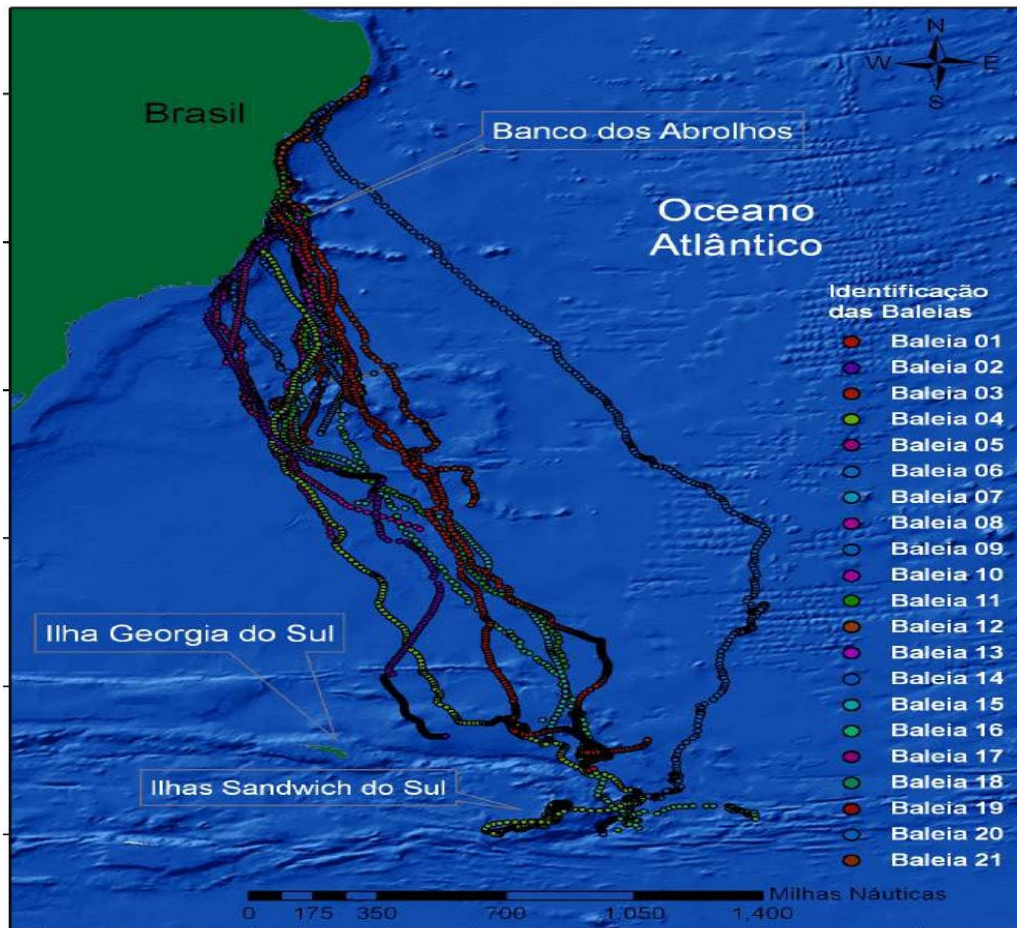 N
W E
S
Brasil
Banco dos Abrolhos
Oceano
Atlântico
Identificação
das Baleias
Baleia 01
Baleia 02
Baleia 03
Baleia 04
Baleia 05
Baleia 06
Baleia 07
Baleia 08
Baleia 09
Baleia 10
Baleia 11
Baleia 12
Baleia 13
Baleia 14
Baleia 15
Baleia 16
Baleia 17
Baleia 18
Baleia 19
Baleia 20
Baleia 21
Ilha Georgia do Sul
Ilhas Sandwich do Sul
Milhas Náuticas
0 175 350 700 1,050 1,400